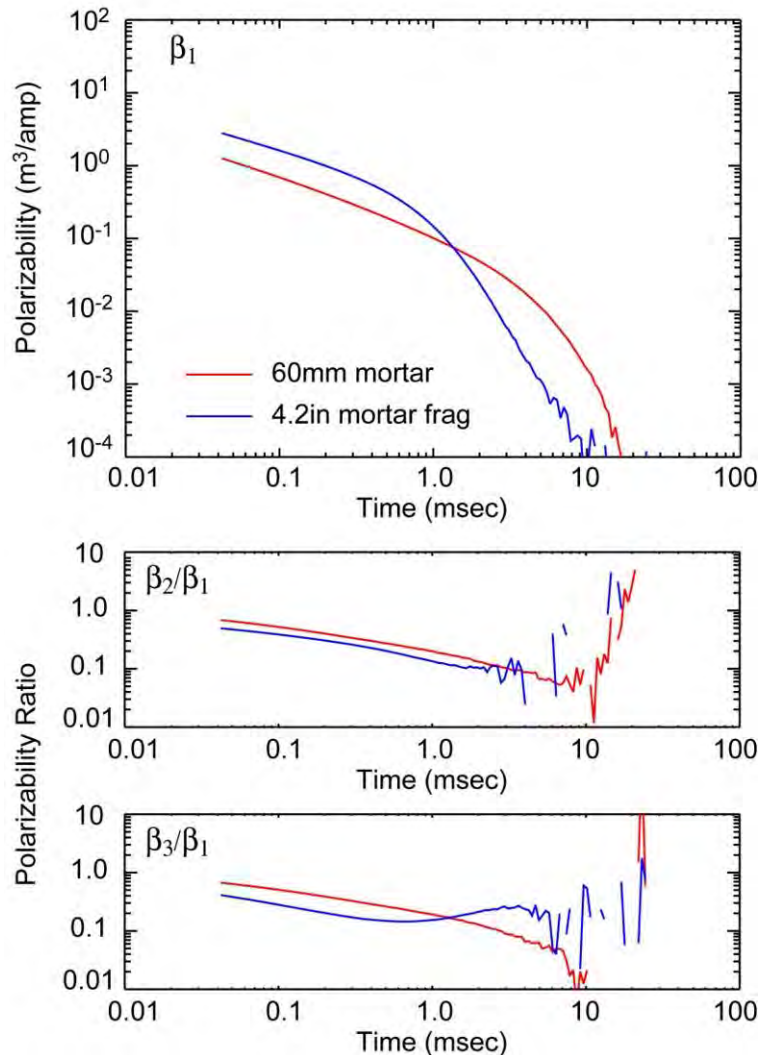 10²
β₁
10¹
10⁰
10⁻¹
10⁻²
10⁻³
10⁻⁴
Polarizability (m³/amp)
60mm mortar
4.2in mortar frag
0.01 0.1 1.0 10 100
Time (msec)
Polarizability Ratio
10
β₂/β₁
1.0
0.1
0.01
0.01 0.1 1.0 10 100
Time (msec)
10
β₃/β₁
1.0
0.1
0.01
0.01 0.1 1.0 10 100
Time (msec)